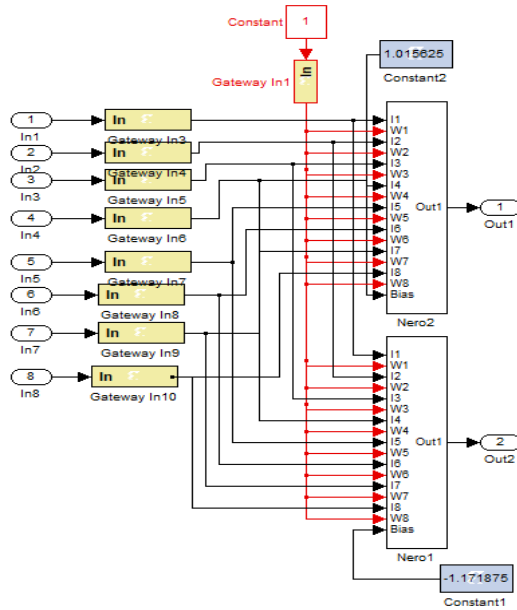 Constant
1
1.015625
Constant2
Gateway In1
In
1
In
In1
Gateway In3
2
In
In2
Gateway In4
3
In
In3
Gateway In5
4
In
In4
Gateway In6
5
In
In5
Gateway In7
6
In
In6
Gateway In8
7
In
In7
Gateway In9
8
In
In8
Gateway In10
I1
W1
I2
W2
I3
W3
I4
W4
I5
W5
I6
W6
I7
W7
I8
W8
Bias
Out1
Nero2
1
Out1
I1
W1
I2
W2
I3
W3
I4
W4
I5
W5
I6
W6
I7
W7
I8
W8
Bias
Out1
Nero1
2
Out2
-1.171875
Constant1